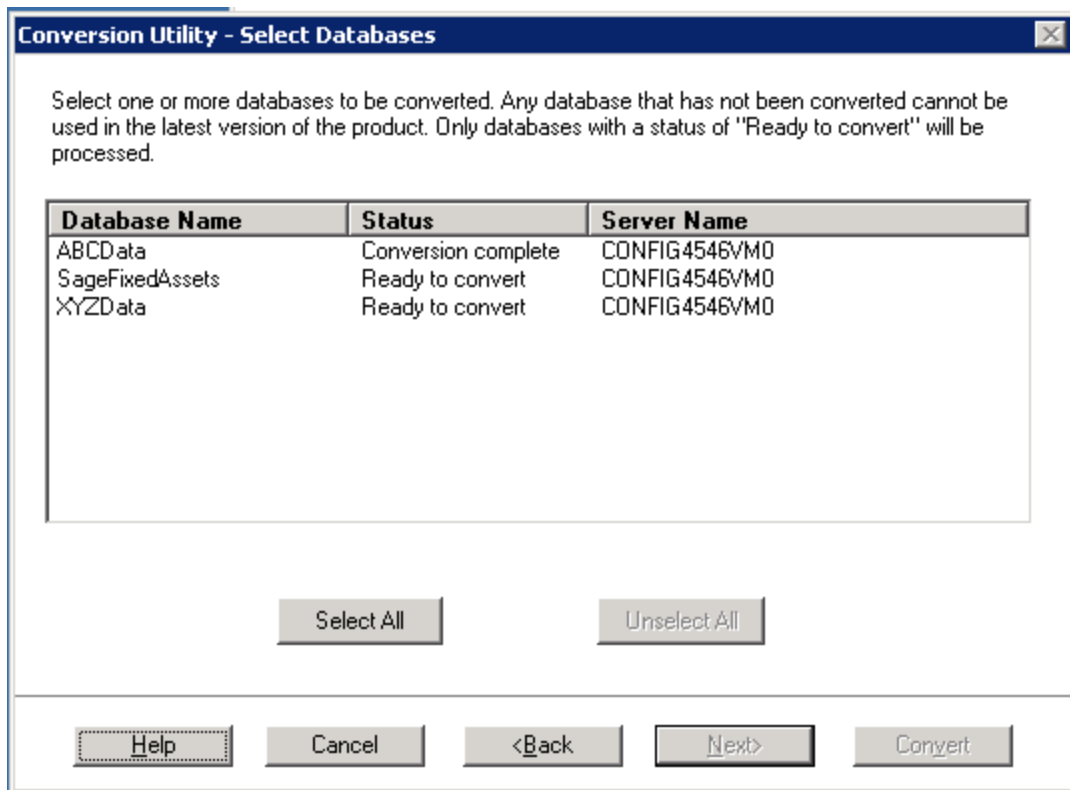 Conversion Utility - Select Databases
Select one or more databases to be converted. Any database that has not been converted cannot be
used in the latest version of the product. Only databases with a status of "Ready to convert" will be
processed.
Database Name Status Server Name
ABCData Conversion complete CONFIG4546VM0
SageFixedAssets Ready to convert CONFIG4546VM0
XYZData Ready to convert CONFIG4546VM0
Select All Unselect All
Help Cancel <Back Next> Convert